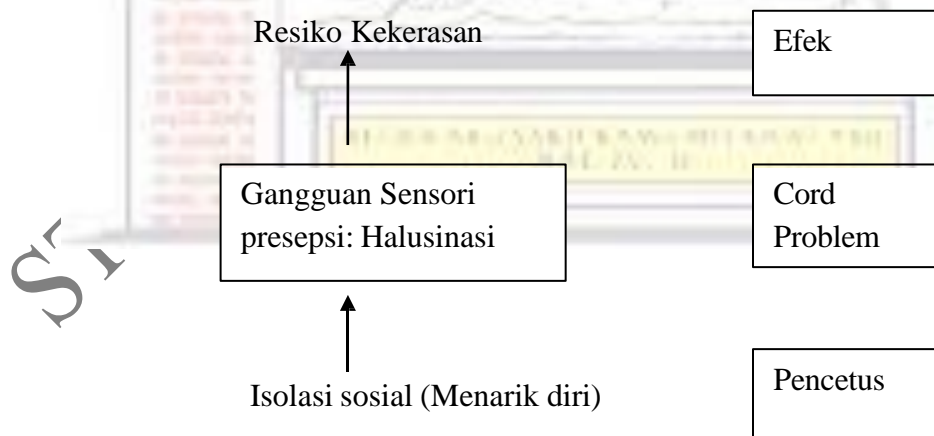 Resiko Kekerasan
Efek
Gangguan Sensori
presepsi: Halusinasi
Cord
Problem
Isolasi sosial (Menarik diri)
Pencetus